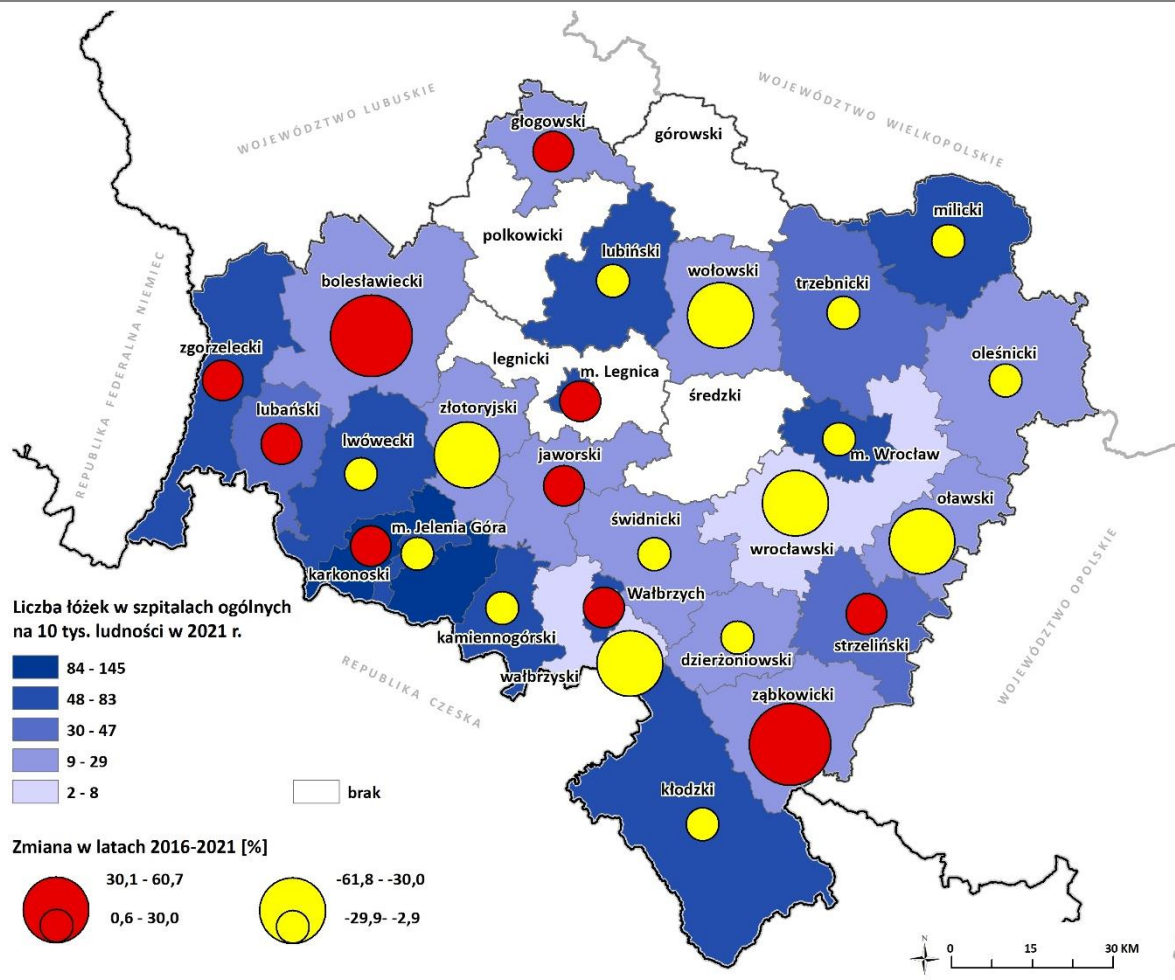 WOJEWÓDZTWO LUBUSKIE
WOJEWÓDZTWO WIELKOPOLSKIE
REPUBLIKA FEDERALNA NIEMIEC
głogowski
górowski
milicki
polkowicki
lubiński
wołowski
trzebnicki
bolesławiecki
zgorzelecki
legnicki
m. Legnica
średzki
oleśnicki
lubański
złotoryjski
lwówecki
jaworski
m. Wrocław
oławski
m. Jelenia Góra
świdnicki
wrocławski
karkonoski
Wałbrzych
kamiennogórski
dzierżoniowski
strzeliński
wałbrzyski
ząbkowicki
kłodzki
REPUBLIKA CZESKA
WOJEWÓDZTWO OPOLSKIE
Liczba łóżek w szpitalach ogólnych
na 10 tys. ludności w 2021 r.
84 - 145
48 - 83
30 - 47
9 - 29
2 - 8
brak
Zmiana w latach 2016-2021 [%]
30,1 - 60,7
0,6 - 30,0
-61,8 - -30,0
-29,9- -2,9
N
0 15 30 KM